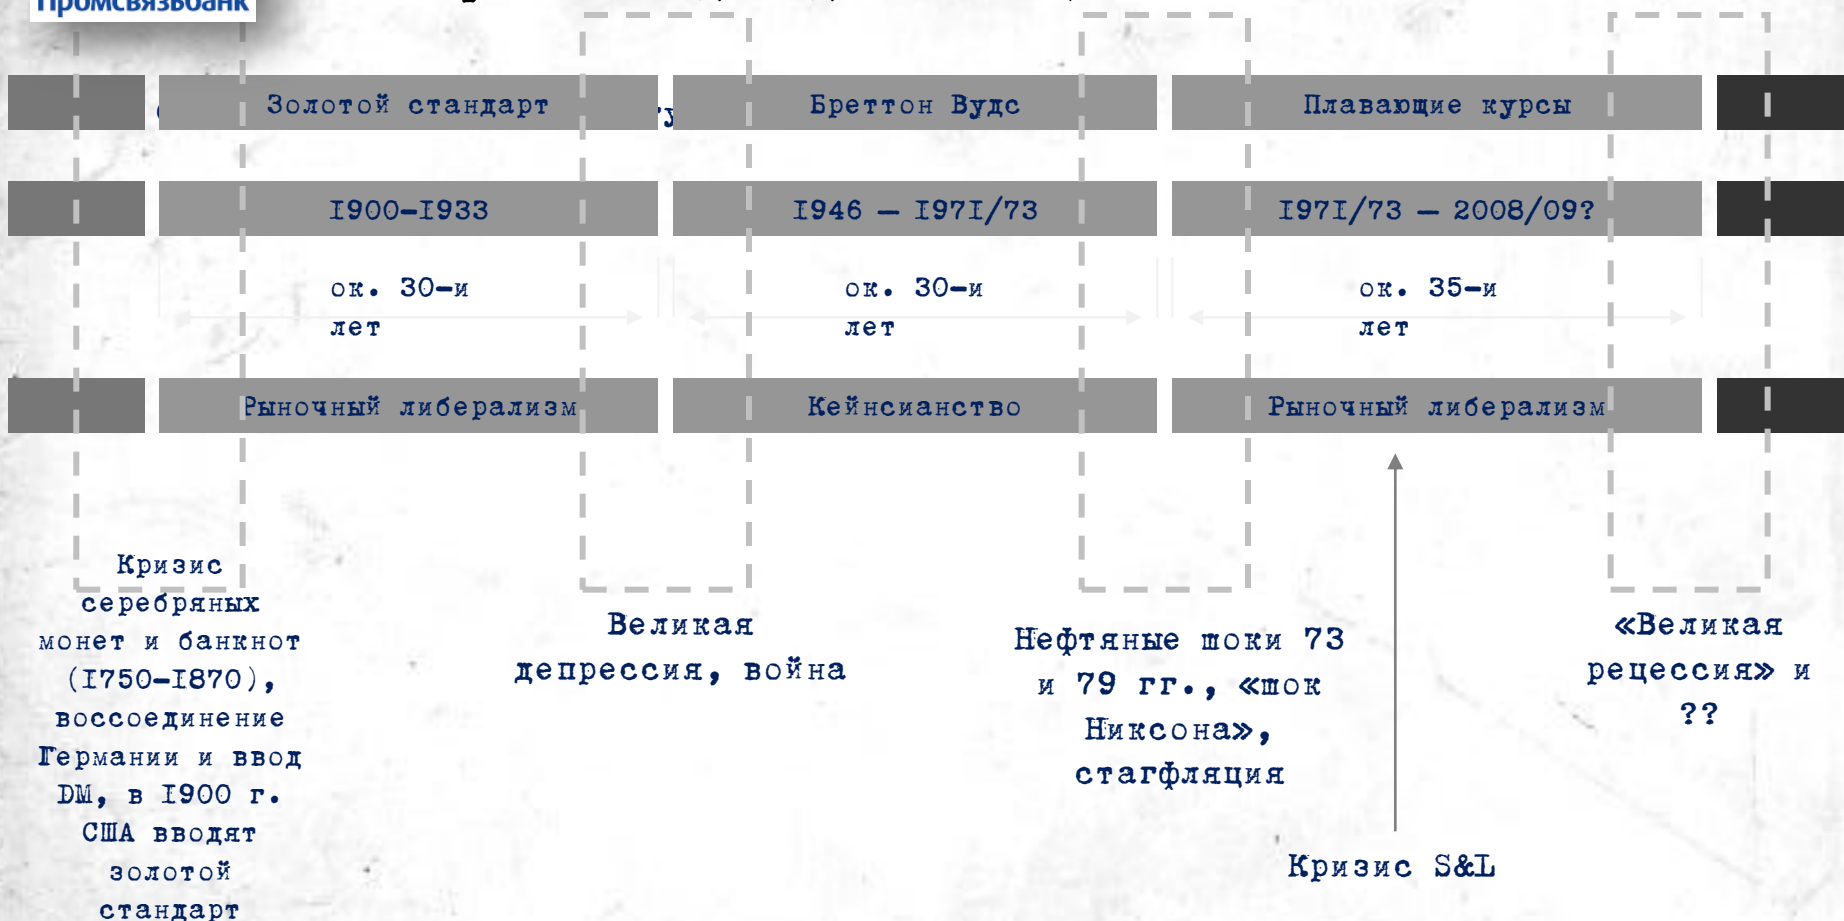 Промсвязьбанк
Золотой стандарт
Бреттон Вудс
Плавающие курсы
1900-1933
1946 – 1971/73
1971/73 – 2008/09?
ок. 30-и
лет
ок. 30-и
лет
ок. 35-и
лет
Рыночный либерализм
Кейнсианство
Рыночный либерализм
Кризис
серебряных
монет и банкнот
(1750-1870),
воссоединение
Германии и ввод
DM, в 1900 г.
США вводят
золотой
стандарт
Великая
депрессия, война
Нефтяные шоки 73
и 79 гг., «шок
Никсона»,
стагфляция
Кризис S&L
«Великая
рецессия» и
??